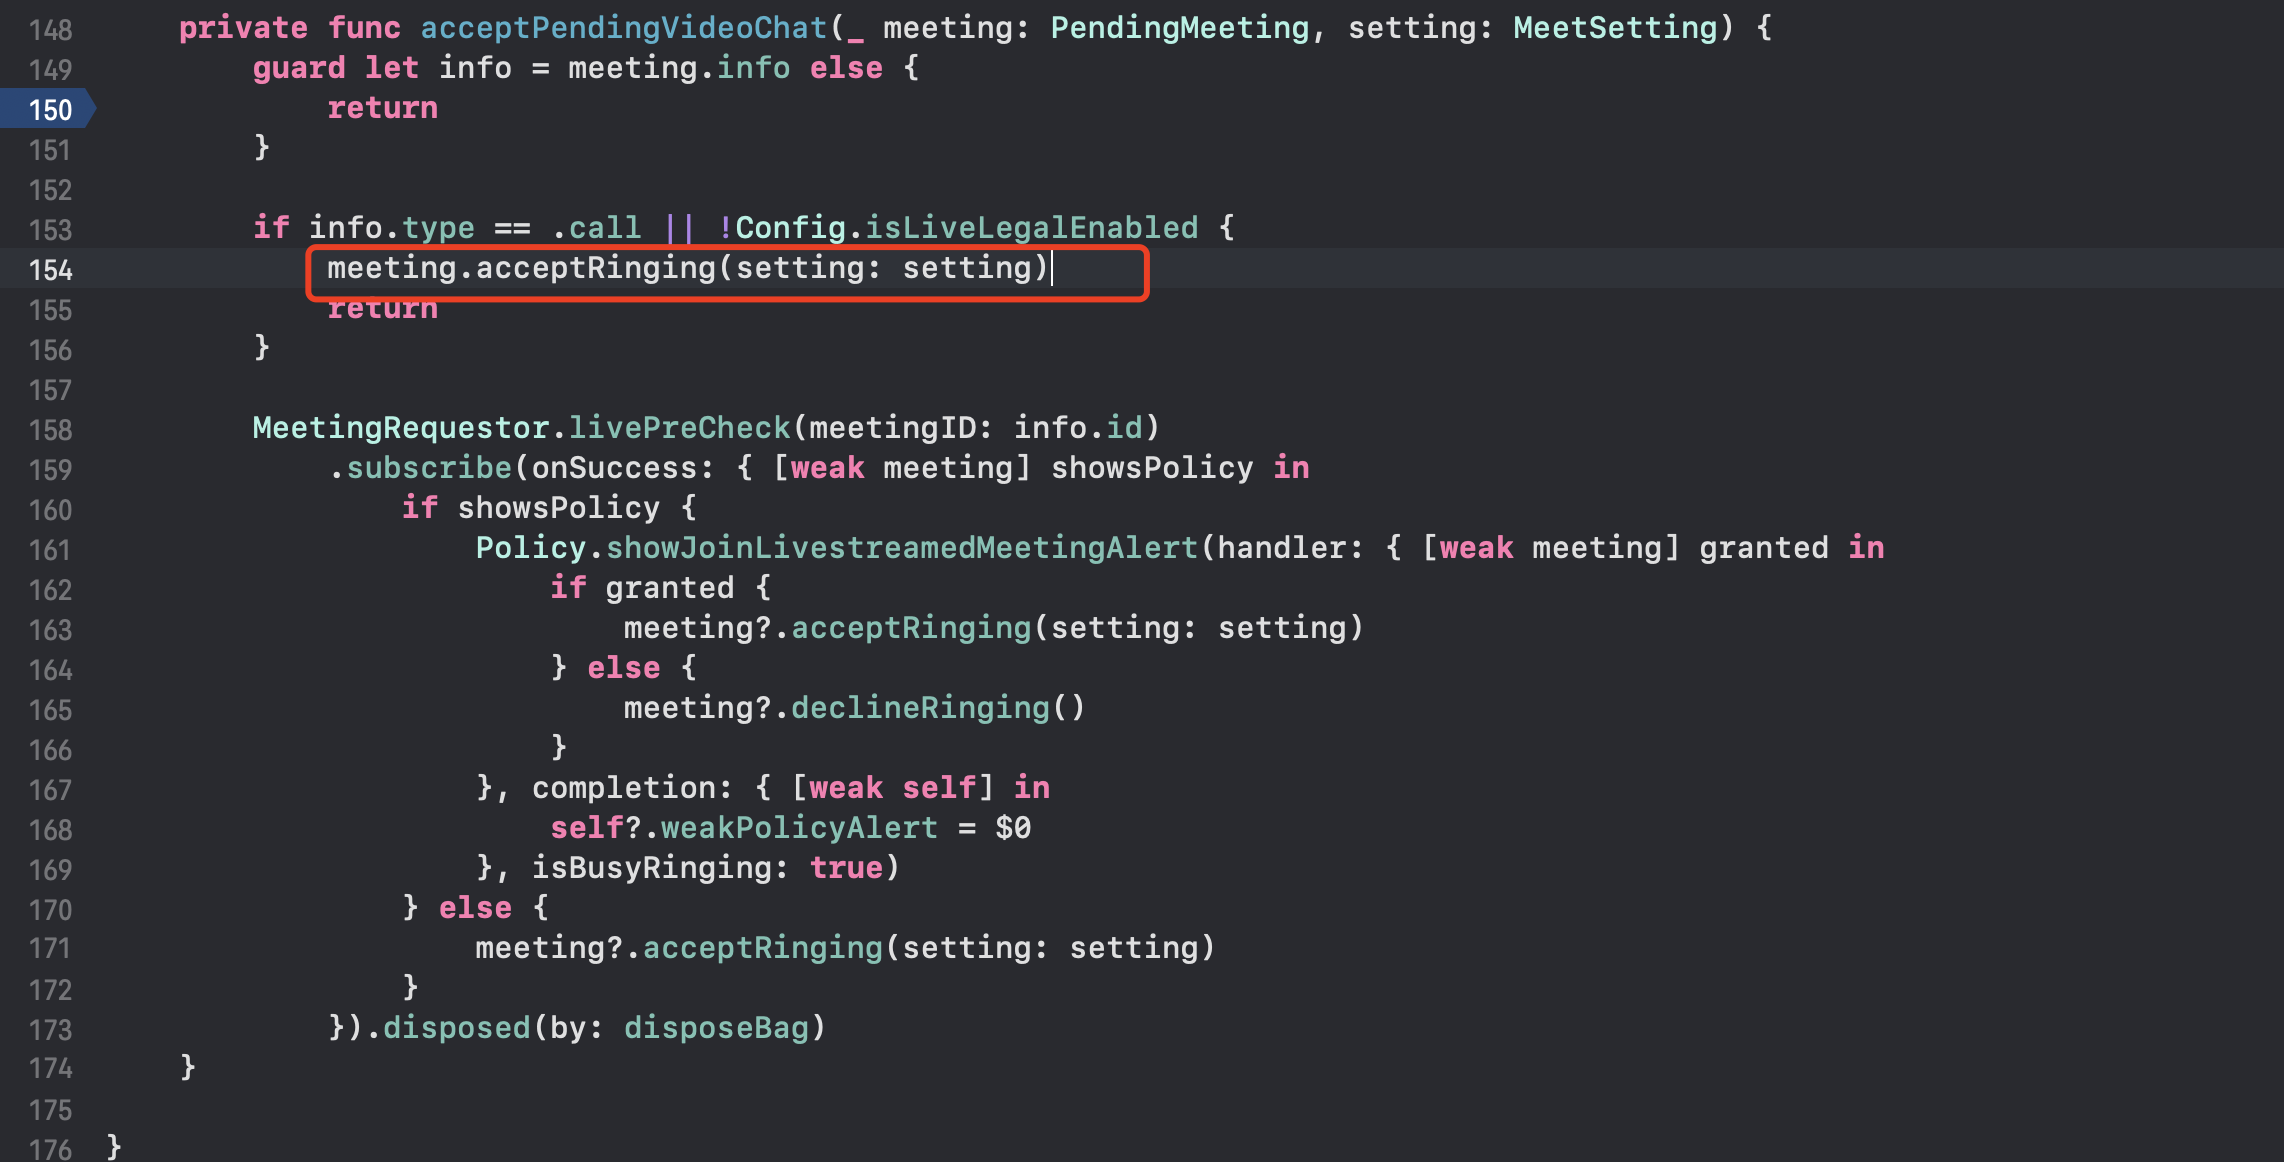 148 private func acceptPendingVideoChat(_ meeting: PendingMeeting, setting: MeetSetting) {
149 guard let info = meeting.info else {
150 return
151 }
152
153 if info.type == .call || !Config.isLiveLegalEnabled {
154 meeting.acceptRinging(setting: setting)
155 return
156 }
157
158 MeetingRequestor.livePreCheck(meetingID: info.id)
159 .subscribe(onSuccess: { [weak meeting] showsPolicy in
160 if showsPolicy {
161 Policy.showJoinLivestreamedMeetingAlert(handler: { [weak meeting] granted in
162 if granted {
163 meeting?.acceptRinging(setting: setting)
164 } else {
165 meeting?.declineRinging()
166 }
167 }, completion: { [weak self] in
168 self?.weakPolicyAlert = $0
169 }, isBusyRinging: true)
170 } else {
171 meeting?.acceptRinging(setting: setting)
172 }
173 }).disposed(by: disposeBag)
174 }
175
176 }